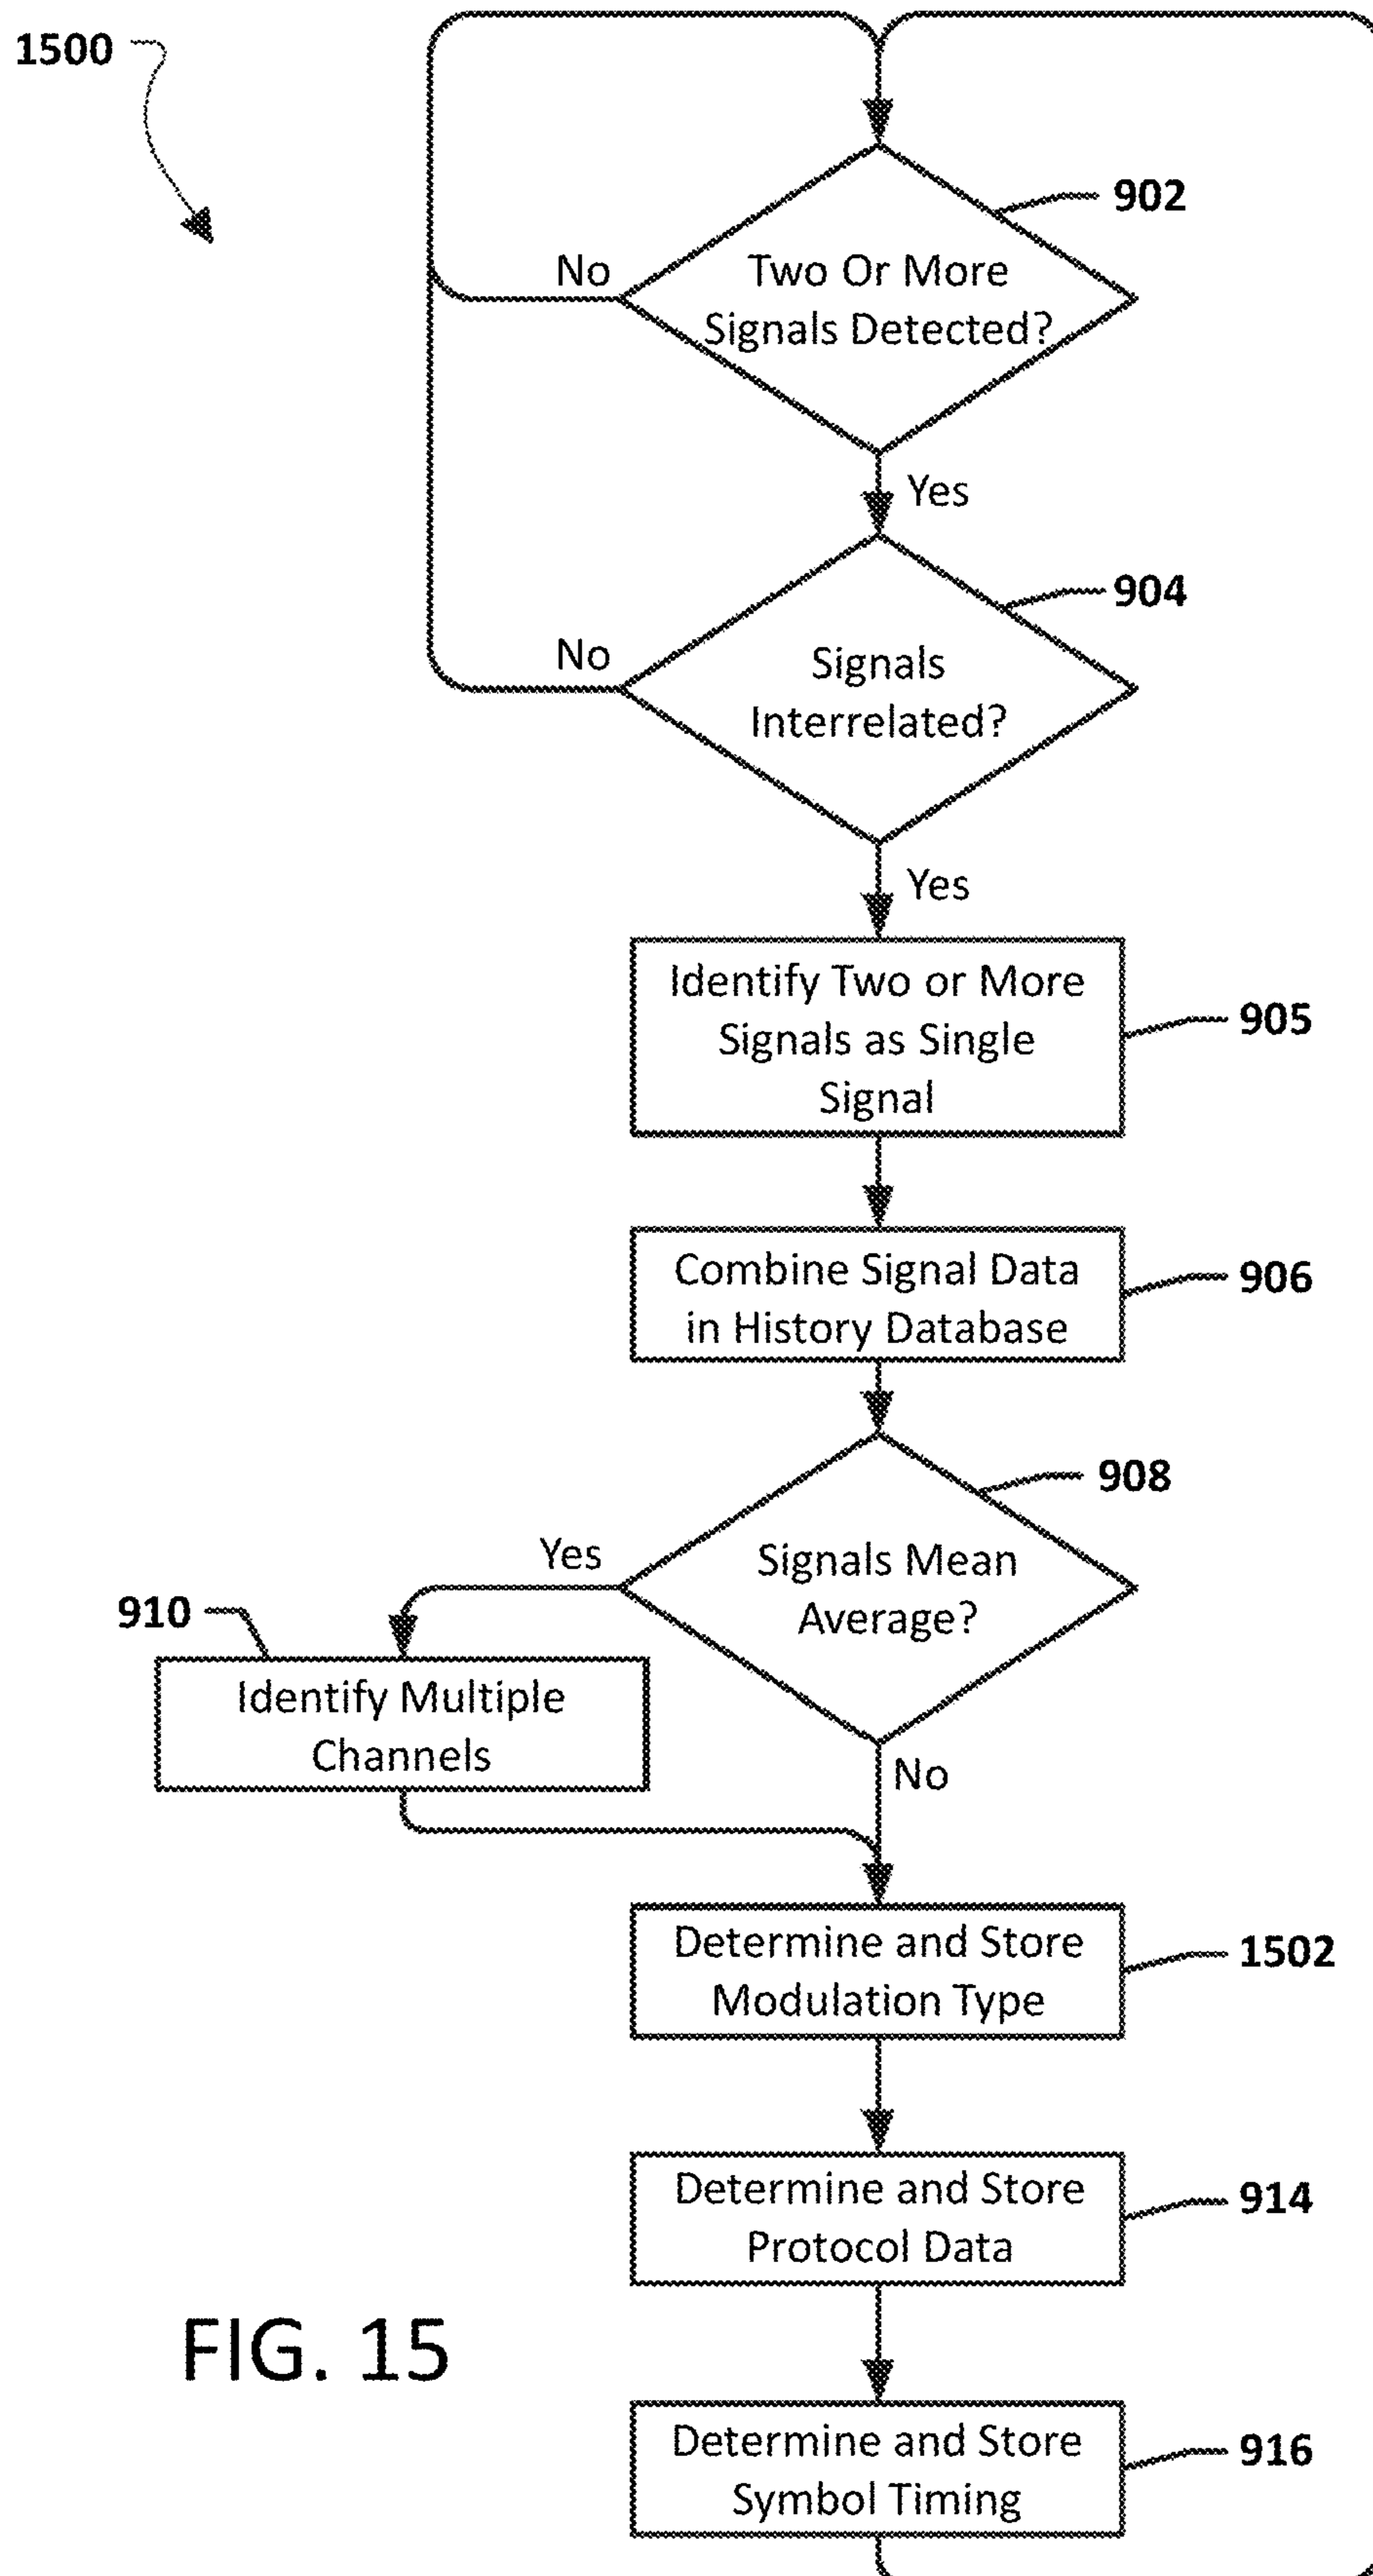 1500
902
No
Two Or More
Signals Detected?
Yes
904
No
Signals
Interrelated?
Yes
Identify Two or More
Signals as Single
Signal
905
Combine Signal Data
in History Database
906
908
Yes
Signals Mean
Average?
910
Identify Multiple
Channels
No
Determine and Store
Modulation Type
1502
Determine and Store
Protocol Data
914
FIG. 15
Determine and Store
Symbol Timing
916